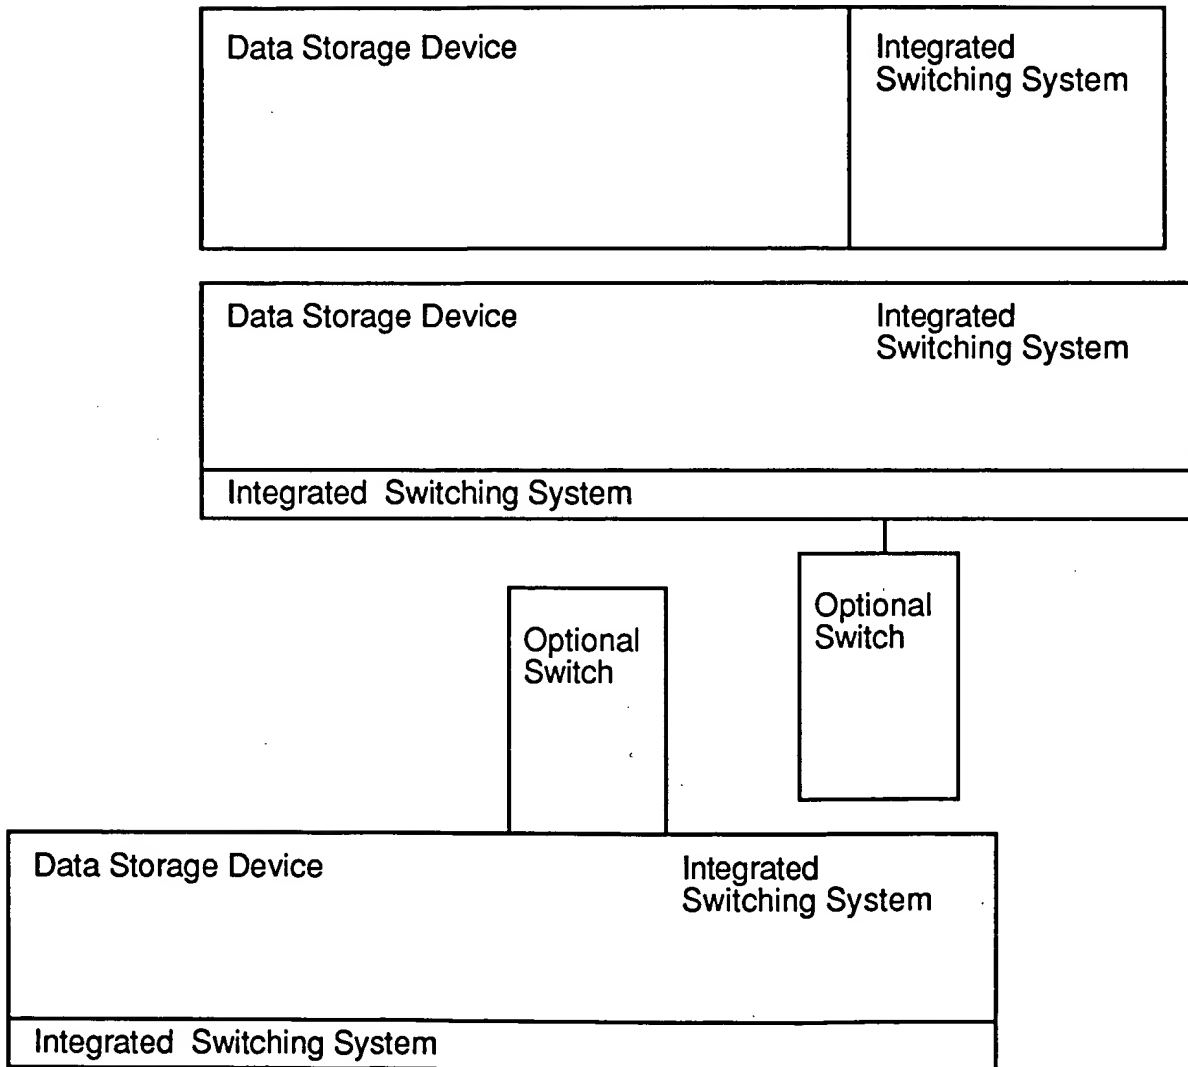 Data Storage Device
Integrated
Switching System
Data Storage Device
Integrated
Switching System
Integrated Switching System
Optional
Switch
Optional
Switch
Data Storage Device
Integrated
Switching System
Integrated Switching System